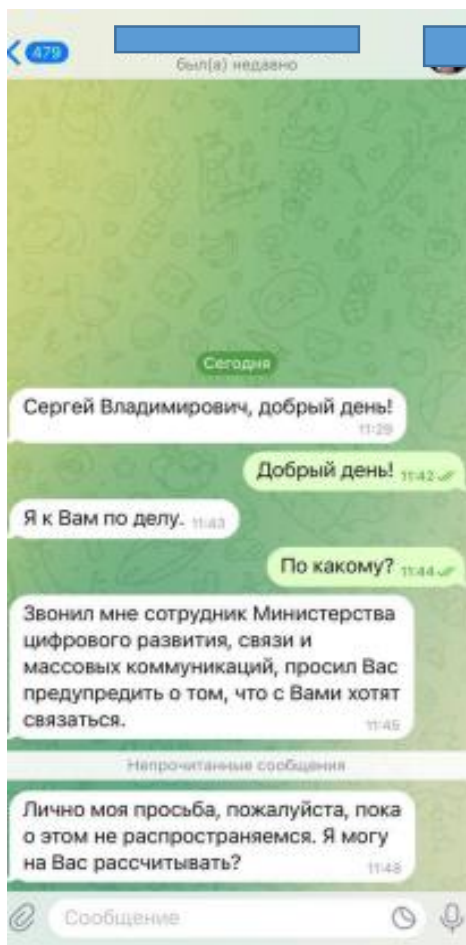 479
был(а) недавно
Сегодня
Сергей Владимирович, добрый день!
11:29
Добрый день! 11:42
Я к Вам по делу. 11:43
По какому? 11:44
Звонил мне сотрудник Министерства
цифрового развития, связи и
массовых коммуникаций, просил Вас
предупредить о том, что с Вами хотят
связаться.
11:45
Непрочитанные сообщения
Лично моя просьба, пожалуйста, пока
о этом не распространяемся. Я могу
на Вас рассчитывать?
11:48
Сообщение